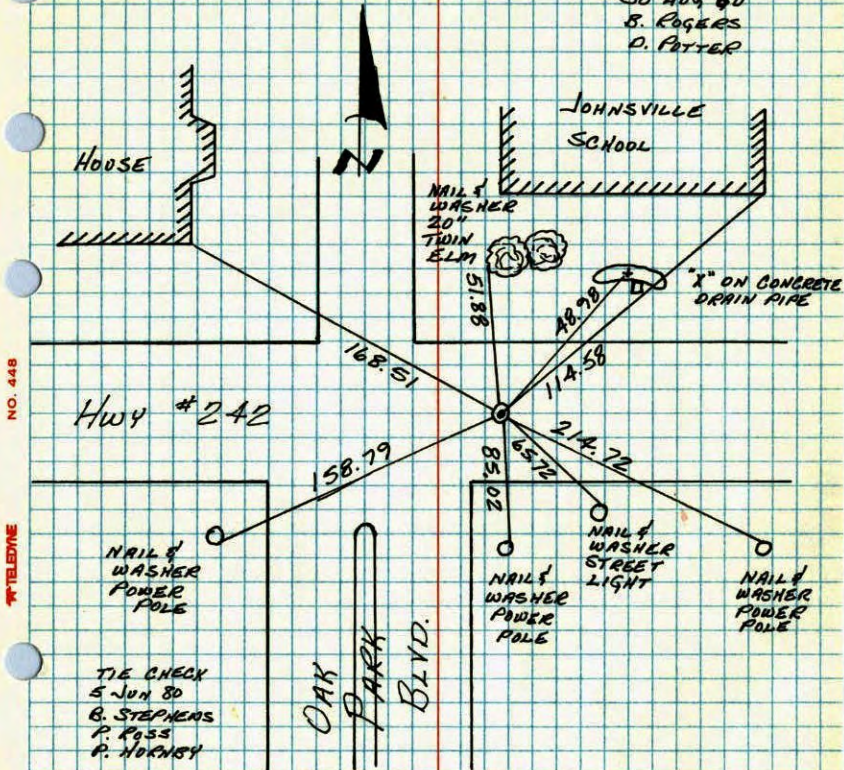 B. ROGERS
D. POTTER
HOUSE
N
JOHNSVILLE
SCHOOL
NAIL &
WASHER
20"
TWIN
ELM
"X" ON CONCRETE
DRAIN PIPE
51.88
48.98
114.58
168.51
HWY #242
158.79
85.02
65.72
214.72
NAIL &
WASHER
POWER
POLE
NAIL &
WASHER
POWER
POLE
NAIL &
WASHER
STREET
LIGHT
NAIL &
WASHER
POWER
POLE
OAK
PARK
BLVD.
TIE CHECK
5 JUN 80
B. STEPHENS
P. ROSS
P. HORNBY
NO. 448
TELEDYNE